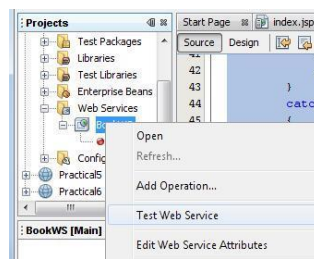 Projects
Start Page
index.jsp
Source
Design
Test Packages
Libraries
Test Libraries
Enterprise Beans
Web Services
Config
Practical5
Practical6
BookWS [Main]
42
43
}
44
catc
45
{
Open
Refresh...
Add Operation...
Test Web Service
Edit Web Service Attributes